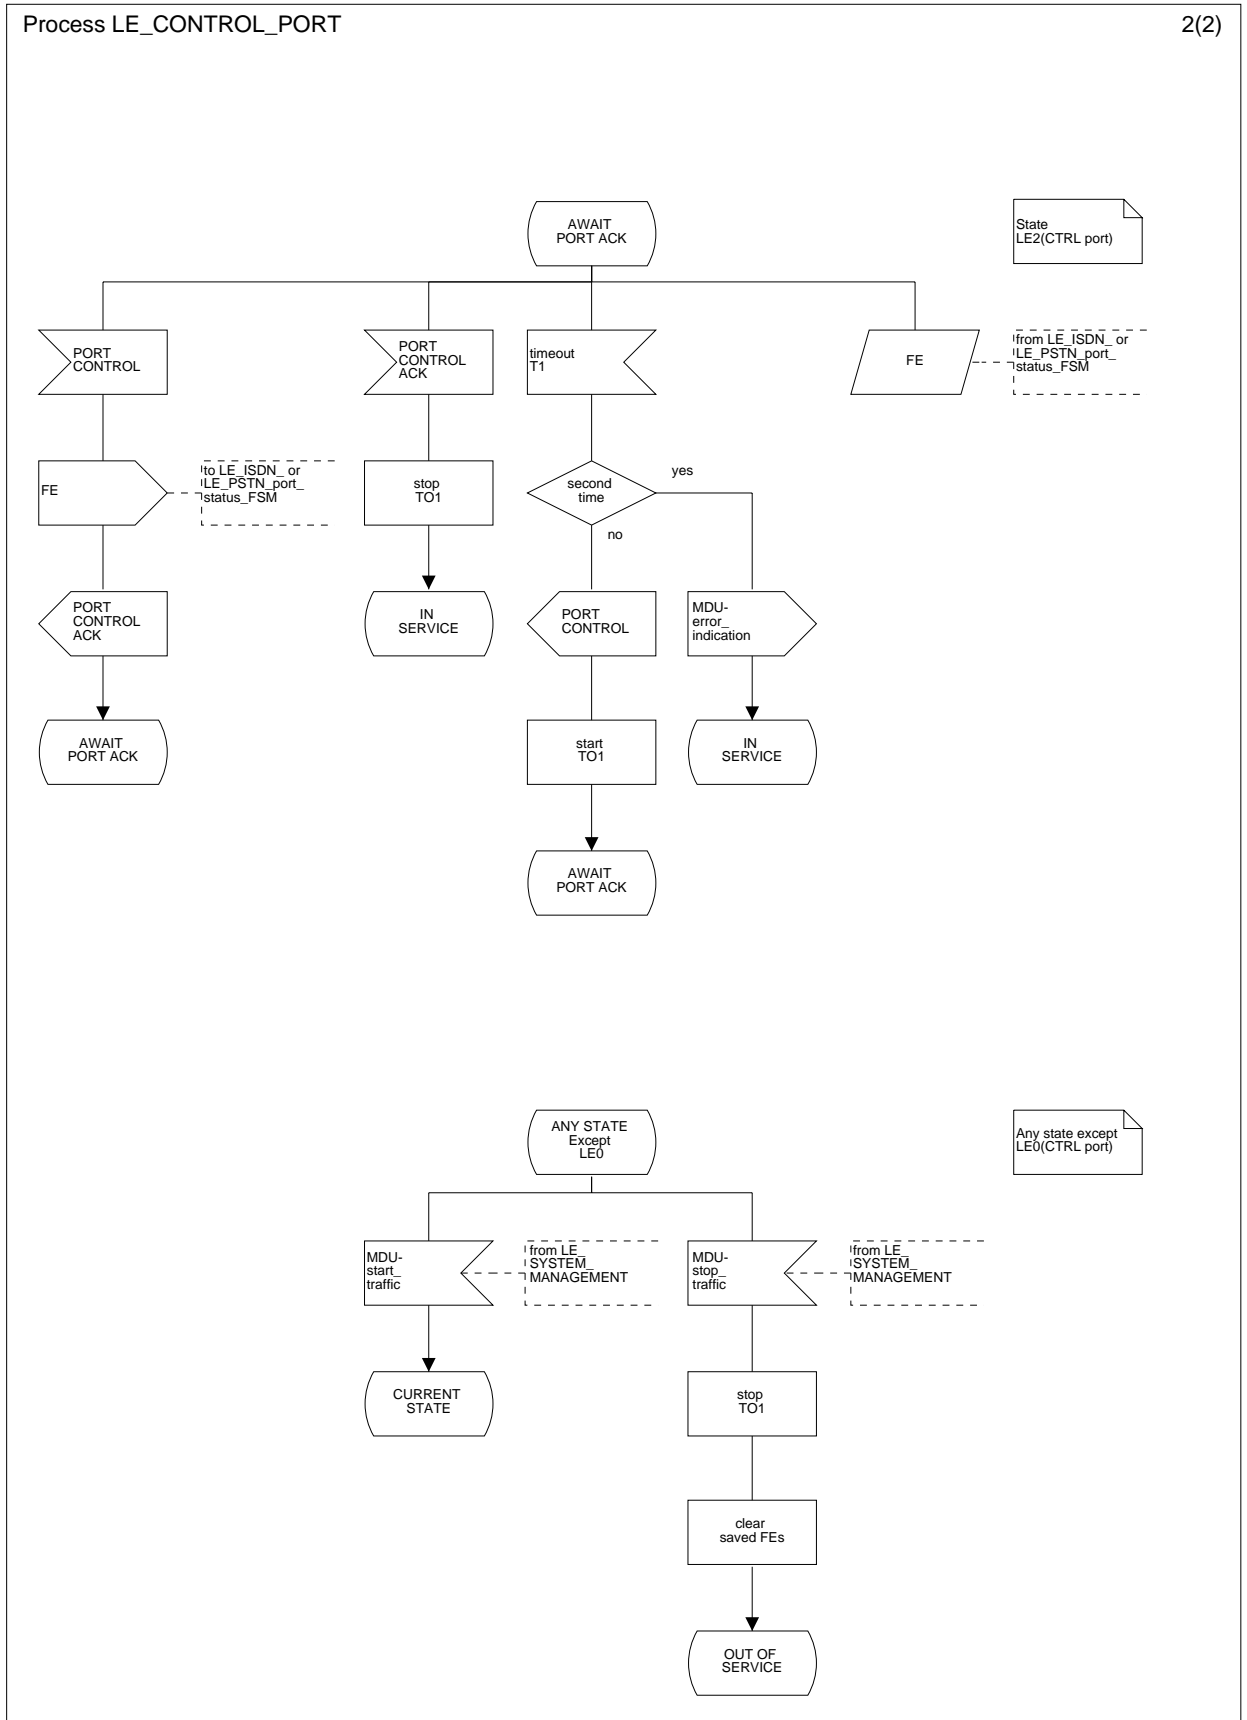 Process LE_CONTROL_PORT
2(2)
AWAIT
PORT ACK
State
LE2(CTRL port)
PORT
CONTROL
PORT
CONTROL
ACK
timeout
T1
FE
from LE_ISDN_ or
LE_PSTN_port_
status_FSM
FE
to LE_ISDN_ or
LE_PSTN_port_
status_FSM
stop
TO1
second
time
yes
no
PORT
CONTROL
ACK
IN
SERVICE
PORT
CONTROL
MDU-
error_
indication
AWAIT
PORT ACK
start
TO1
IN
SERVICE
AWAIT
PORT ACK
ANY STATE
Except
LE0
Any state except
LE0(CTRL port)
MDU-
start_
traffic
from LE_
SYSTEM_
MANAGEMENT
MDU-
stop_
traffic
from LE_
SYSTEM_
MANAGEMENT
CURRENT
STATE
stop
TO1
clear
saved FEs
OUT OF
SERVICE